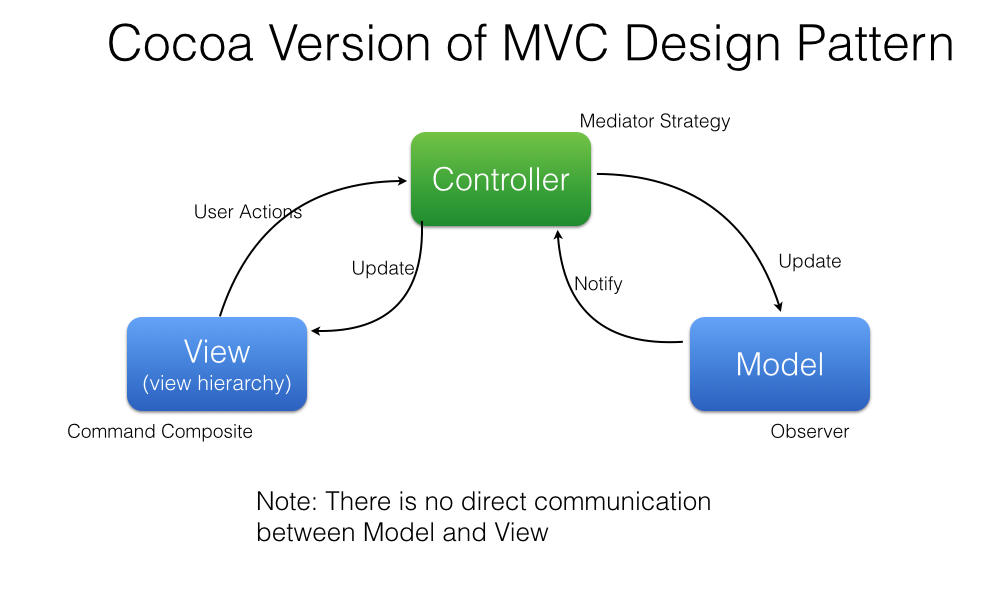 Cocoa Version of MVC Design Pattern
Mediator Strategy
Controller
User Actions
Update
Update
Notify
View
(view hierarchy)
Model
Command Composite
Observer
Note: There is no direct communication
between Model and View